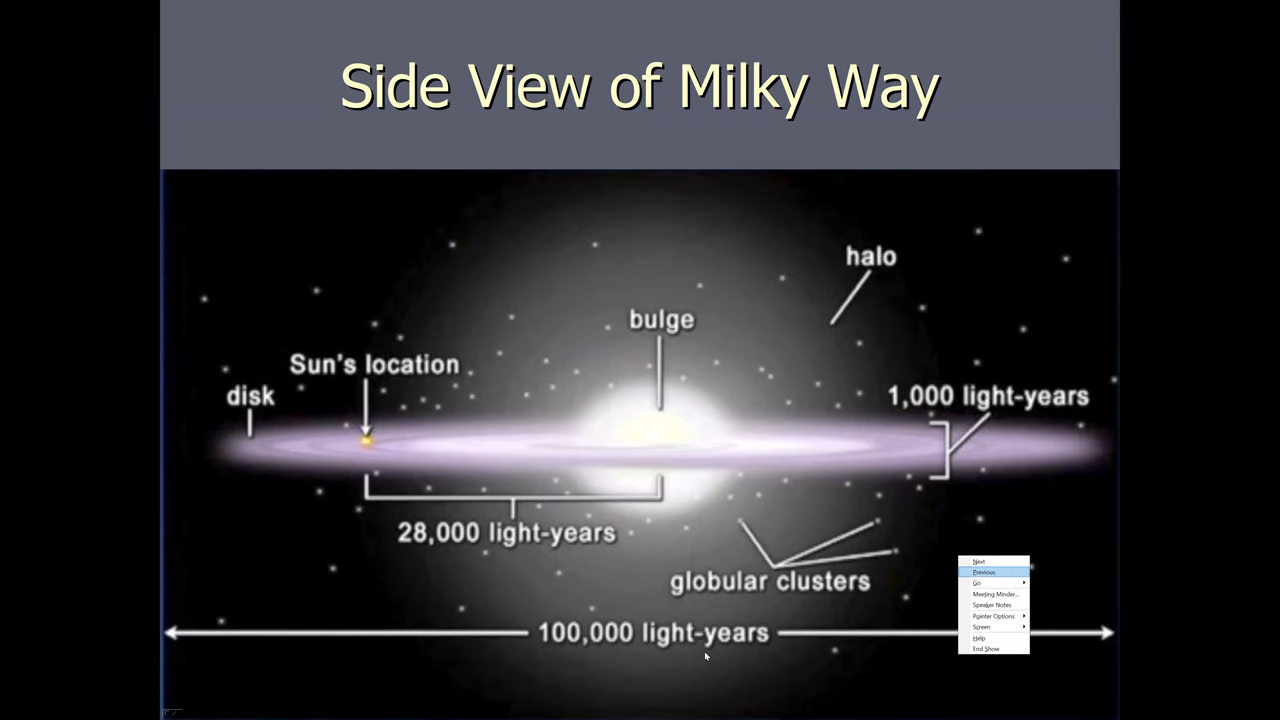 Side View of Milky Way
halo
bulge
Sun's location
disk
1,000 light-years
28,000 light-years
globular clusters
100,000 light-years
Next
Previous
Go
Meeting Minder...
Speaker Notes
Pointer Options
Screen
Help
End Show